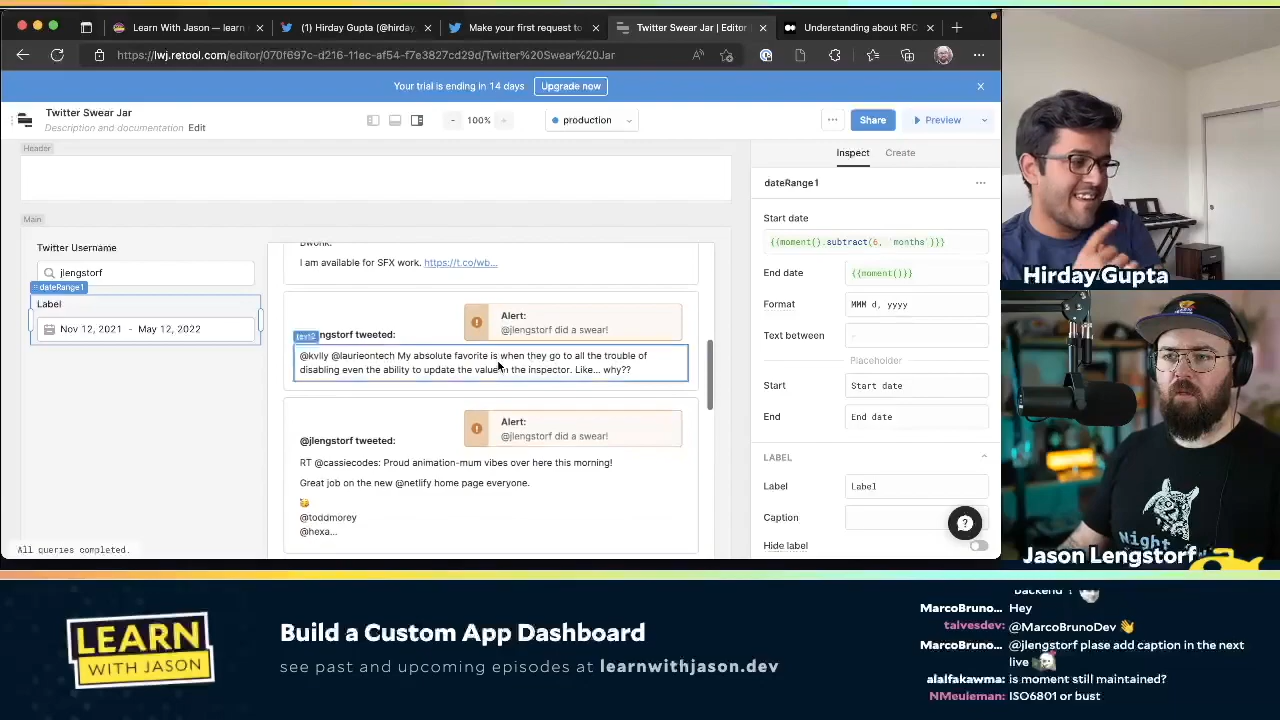 Learn With Jason — learn
(1) Hirday Gupta (@hirday
Make your first request to
Twitter Swear Jar | Editor
Understanding about RFC
https://lwj.retool.com/editor/070f697c-d216-11ec-af54-f7e3827cd29d/Twitter%20Swear%20Jar
Your trial is ending in 14 days
Upgrade now
Twitter Swear Jar
Description and documentation Edit
100%
production
Share
Preview
Header
Main
Twitter Username
jlengstorf
dateRange1
Label
Nov 12, 2021 - May 12, 2022
Bwonk.
I am available for SFX work. https://t.co/wb...
Alert:
@jlengstorf did a swear!
text2
ngstorf tweeted:
@kvlly @laurieontech My absolute favorite is when they go to all the trouble of
disabling even the ability to update the value in the inspector. Like... why??
Alert:
@jlengstorf did a swear!
@jlengstorf tweeted:
RT @cassiecodes: Proud animation-mum vibes over here this morning!
Great job on the new @netlify home page everyone.
🥳
@toddmorey
@hexa...
All queries completed.
Inspect
Create
dateRange1
Start date
{{moment().subtract(6, 'months')}}
End date
{{moment()}}
Format
MMM d, yyyy
Text between
-
Placeholder
Start
Start date
End
End date
LABEL
Label
Label
Caption
Hide label
Hirday Gupta
Night
Jason Lengstorf
LEARN
WITH JASON
Build a Custom App Dashboard
see past and upcoming episodes at learnwithjason.dev
backend ?
MarcoBruno... Hey
talvesdev: @MarcoBrunoDev 👋
MarcoBruno... @jlengstorf plase add caption in the next
live
alalfakawma: is moment still maintained?
NMeuleman: ISO6801 or bust